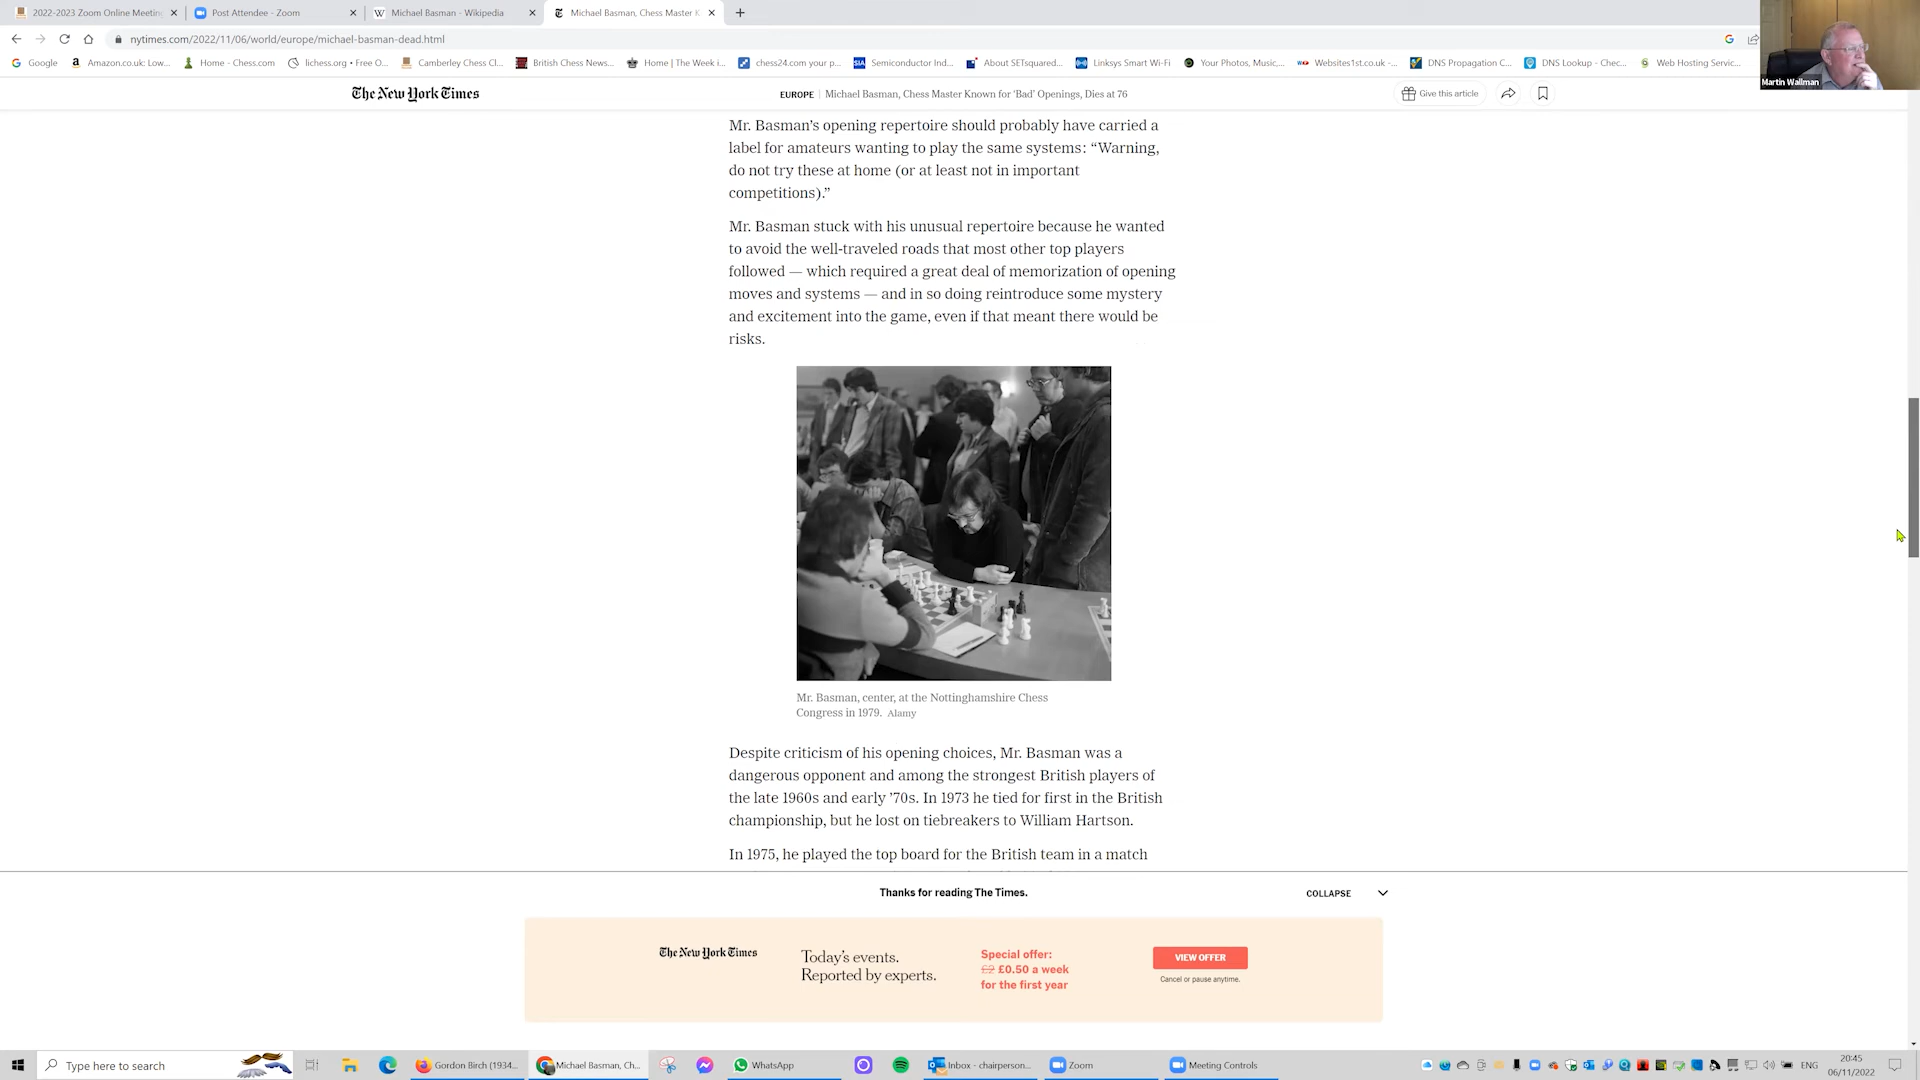 2022-2023 Zoom Online Meetin
Post Attendee - Zoom
Michael Basman - Wikipedia
Michael Basman, Chess Master K
nytimes.com/2022/11/06/world/europe/michael-basman-dead.html
Google
Amazon.co.uk: Low...
Home - Chess.com
lichess.org • Free O...
Camberley Chess Cl...
British Chess News...
Home | The Week i...
chess24.com your p...
Semiconductor Ind...
About SETsquared...
Linksys Smart Wi-Fi
Your Photos, Music,...
Websites1st.co.uk -...
DNS Propagation C...
DNS Lookup - Chec...
Web Hosting Servic...
Martin Wallman
The New York Times
EUROPE | Michael Basman, Chess Master Known for ‘Bad’ Openings, Dies at 76
Give this article
Mr. Basman’s opening repertoire should probably have carried a
label for amateurs wanting to play the same systems: “Warning,
do not try these at home (or at least not in important
competitions).”
Mr. Basman stuck with his unusual repertoire because he wanted
to avoid the well-traveled roads that most other top players
followed — which required a great deal of memorization of opening
moves and systems — and in so doing reintroduce some mystery
and excitement into the game, even if that meant there would be
risks.
Mr. Basman, center, at the Nottinghamshire Chess
Congress in 1979. Alamy
Despite criticism of his opening choices, Mr. Basman was a
dangerous opponent and among the strongest British players of
the late 1960s and early ’70s. In 1973 he tied for first in the British
championship, but he lost on tiebreakers to William Hartson.
In 1975, he played the top board for the British team in a match
Thanks for reading The Times.
COLLAPSE
The New York Times
Today’s events.
Reported by experts.
Special offer:
£2 £0.50 a week
for the first year
VIEW OFFER
Cancel or pause anytime.
Type here to search
Gordon Birch (1934...
Michael Basman, Ch...
WhatsApp
Inbox - chairperson...
Zoom
Meeting Controls
ENG
20:45
06/11/2022